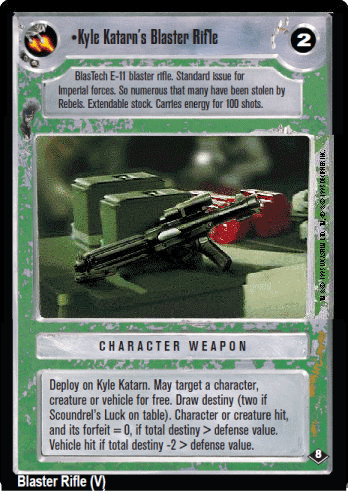 •Kyle Katarn's Blaster Rifle
2
BlasTech E-11 blaster rifle. Standard issue for
Imperial forces. So numerous that many have been stolen by
Rebels. Extendable stock. Carries energy for 100 shots.
CHARACTER WEAPON
Deploy on Kyle Katarn. May target a character,
creature or vehicle for free. Draw destiny (two if
Scoundrel's Luck on table). Character or creature hit,
and its forfeit = 0, if total destiny > defense value.
Vehicle hit if total destiny -2 > defense value.
8
Blaster Rifle (V)